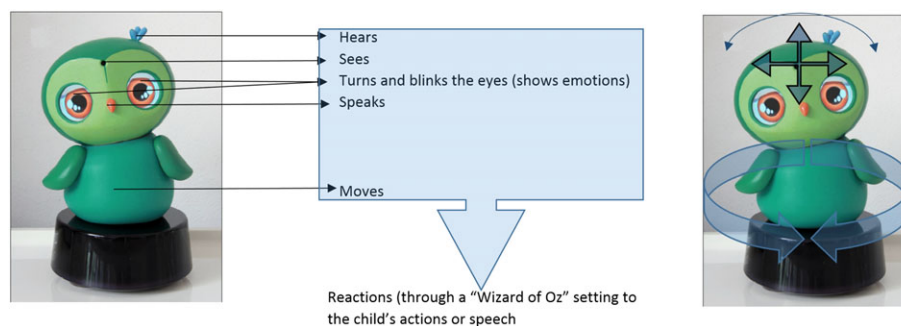 Hears
Sees
Turns and blinks the eyes (shows emotions)
Speaks
Moves
Reactions (through a “Wizard of Oz” setting to
the child’s actions or speech